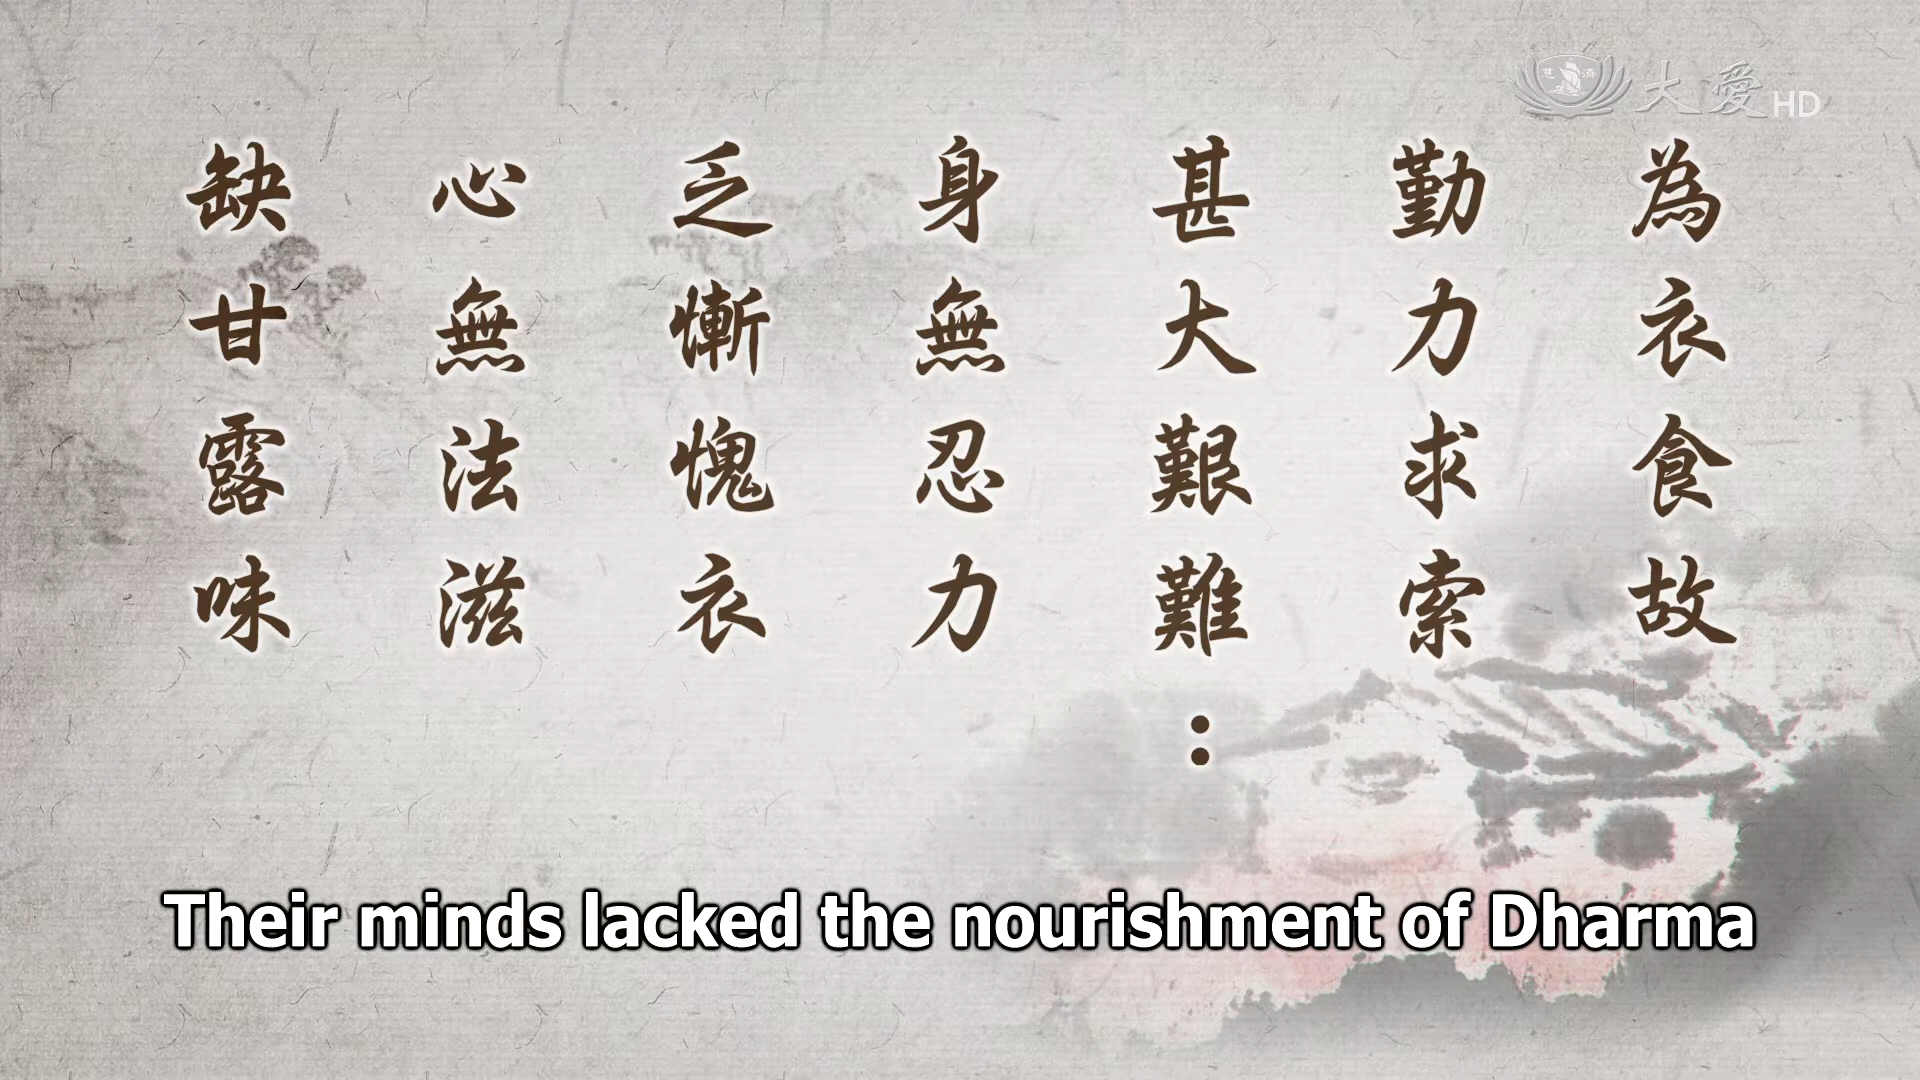 大愛HD
為衣食故
勤力求索
甚大艱難：
身無忍力
乏慚愧衣
心無法滋
缺甘露味
Their minds lacked the nourishment of Dharma